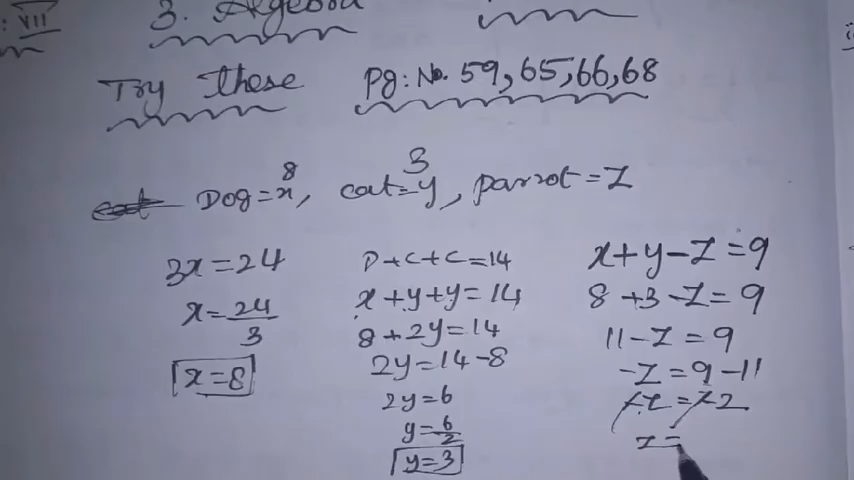 : VII
3. Algebra
Try these Pg: No. 59, 65, 66, 68
8 3
Dog = x, cat = y, parrot = Z
3x = 24
x = 24/3
x = 8
D + C + C = 14
x + y + y = 14
8 + 2y = 14
2y = 14 - 8
2y = 6
y = 6/2
y = 3
x + y - Z = 9
8 + 3 - Z = 9
11 - Z = 9
-Z = 9 - 11
-Z = -2
z =